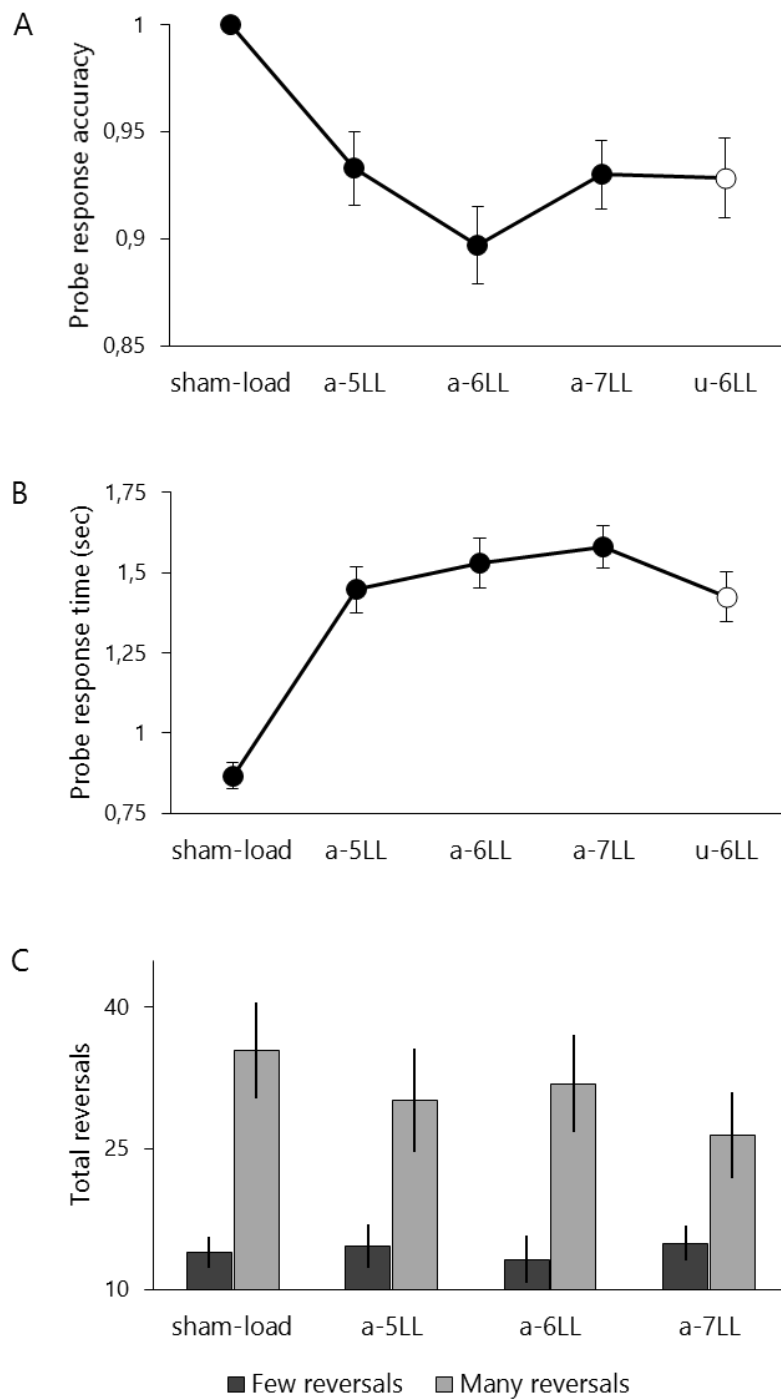 A
Probe response accuracy
1
0,95
0,9
0,85
sham-load a-5LL a-6LL a-7LL u-6LL
B
Probe response time (sec)
1,75
1,5
1,25
1
0,75
sham-load a-5LL a-6LL a-7LL u-6LL
C
Total reversals
40
25
10
sham-load a-5LL a-6LL a-7LL
Few reversals Many reversals